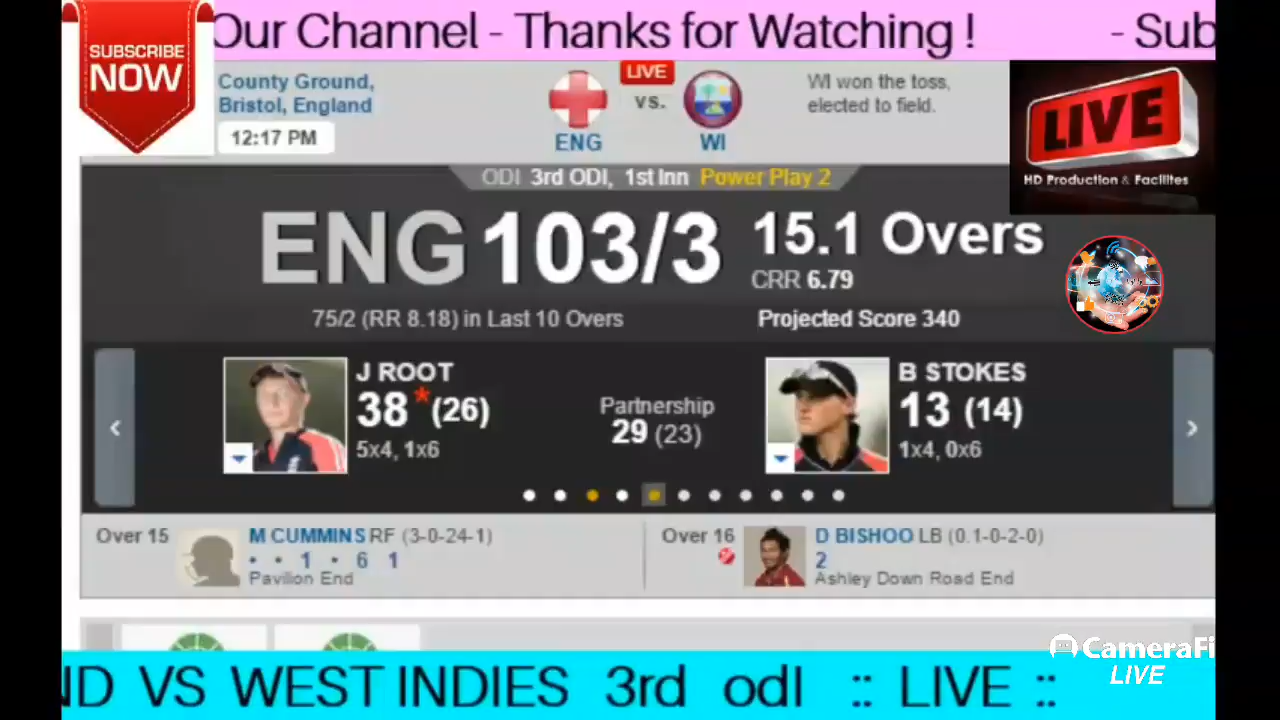 Our Channel - Thanks for Watching ! - Sub
SUBSCRIBE
NOW
County Ground,
Bristol, England
12:17 PM
LIVE
vs.
ENG
WI
WI won the toss,
elected to field.
LIVE
HD Production & Facilites
ODI 3rd ODI, 1st Inn Power Play 2
ENG 103/3
15.1 Overs
CRR 6.79
75/2 (RR 8.18) in Last 10 Overs
Projected Score 340
J ROOT
38 *(26)
5x4, 1x6
Partnership
29 (23)
B STOKES
13 (14)
1x4, 0x6
Over 15
M CUMMINS RF (3-0-24-1)
• • 1 • 6 1
Pavilion End
Over 16
D BISHOO LB (0.1-0-2-0)
2
Ashley Down Road End
CameraFi
LIVE
ND VS WEST INDIES 3rd odI :: LIVE ::